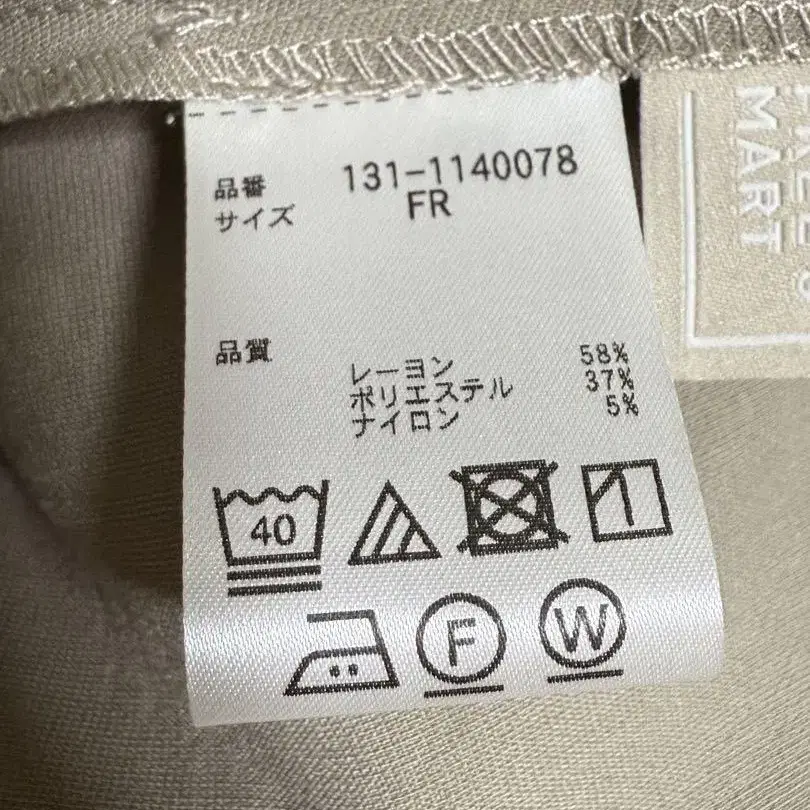 品番 131-1140078
サイズ FR
品質
レーヨン 58%
ポリエステル 37%
ナイロン 5%
40
F
W
MART